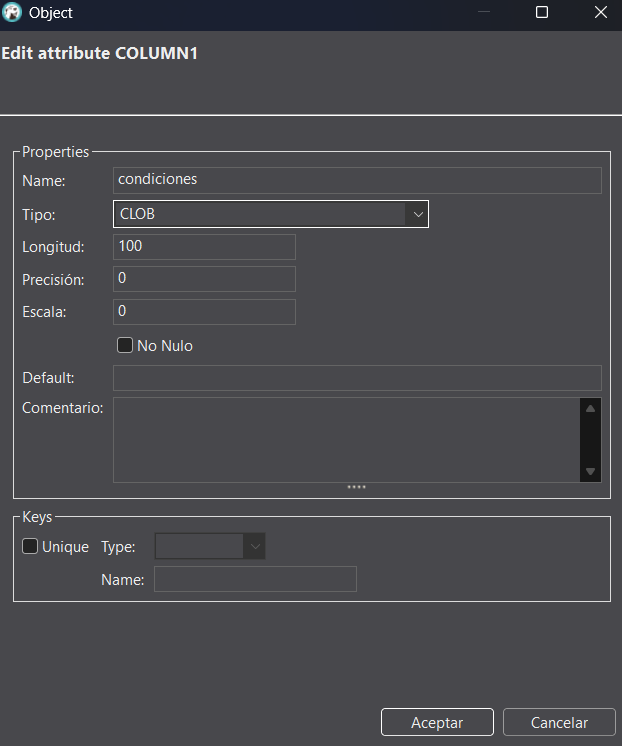 Object
Edit attribute COLUMN1
Properties
Name: condiciones
Tipo: CLOB
Longitud: 100
Precisión: 0
Escala: 0
No Nulo
Default:
Comentario:
Keys
Unique Type:
Name:
Aceptar Cancelar